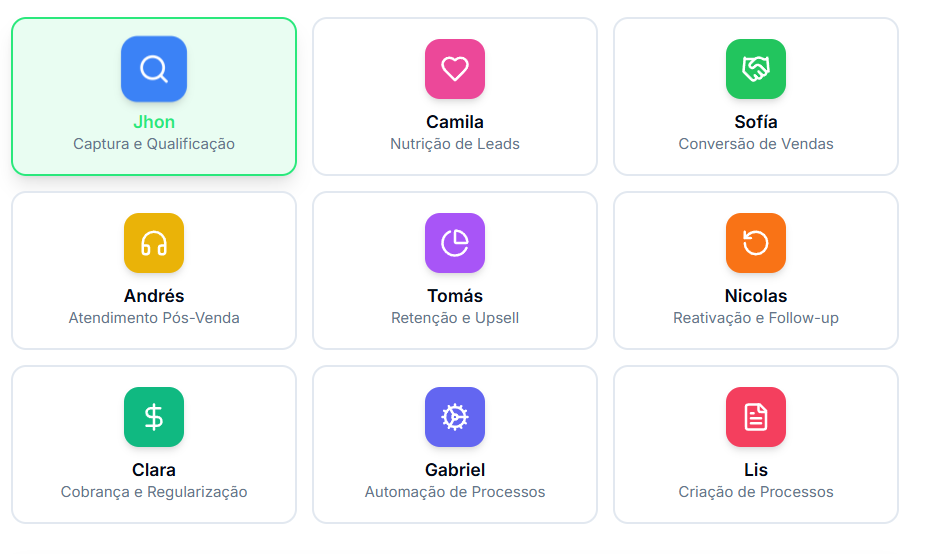 Jhon
Captura e Qualificação
Camila
Nutrição de Leads
Sofía
Conversão de Vendas
Andrés
Atendimento Pós-Venda
Tomás
Retenção e Upsell
Nicolas
Reativação e Follow-up
Clara
Cobrança e Regularização
Gabriel
Automação de Processos
Lis
Criação de Processos